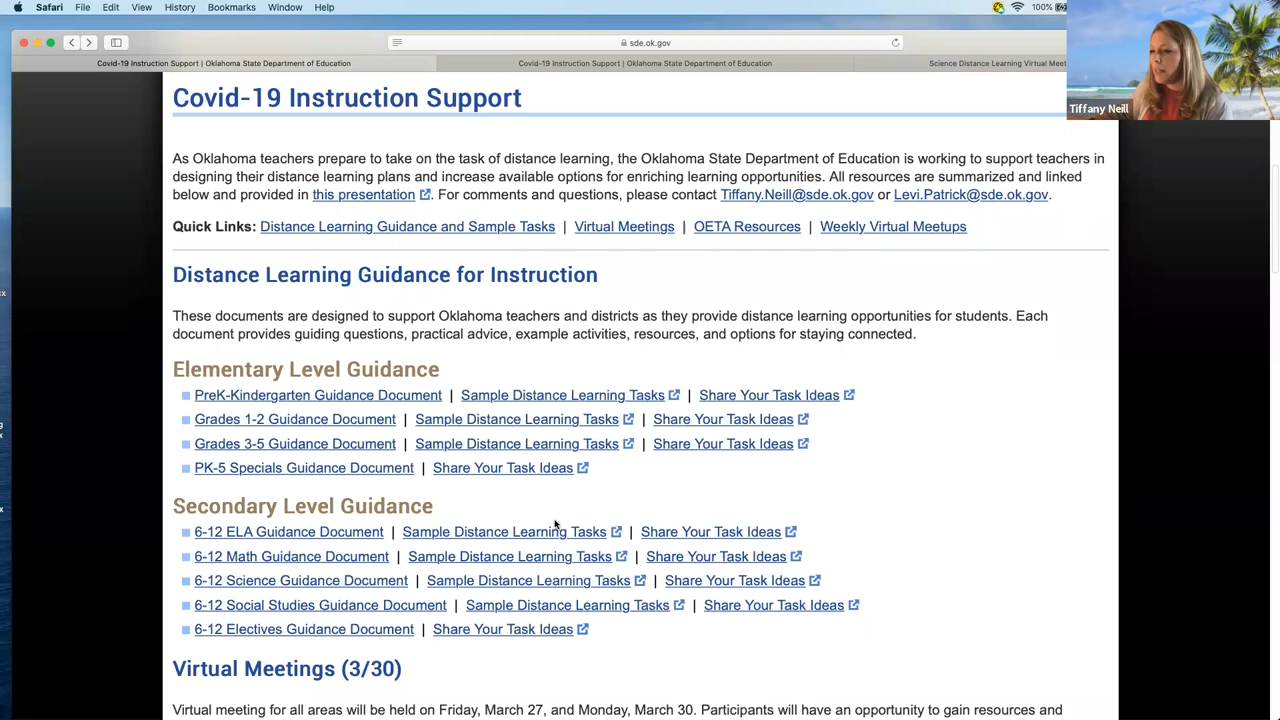 Safari File Edit View History Bookmarks Window Help 100%
sde.ok.gov
Covid-19 Instruction Support | Oklahoma State Department of Education Covid-19 Instruction Support | Oklahoma State Department of Education Science Distance Learning Virtual Meet
Tiffany Neill
Covid-19 Instruction Support
As Oklahoma teachers prepare to take on the task of distance learning, the Oklahoma State Department of Education is working to support teachers in
designing their distance learning plans and increase available options for enriching learning opportunities. All resources are summarized and linked
below and provided in this presentation. For comments and questions, please contact Tiffany.Neill@sde.ok.gov or Levi.Patrick@sde.ok.gov.
Quick Links: Distance Learning Guidance and Sample Tasks | Virtual Meetings | OETA Resources | Weekly Virtual Meetups
Distance Learning Guidance for Instruction
These documents are designed to support Oklahoma teachers and districts as they provide distance learning opportunities for students. Each
document provides guiding questions, practical advice, example activities, resources, and options for staying connected.
Elementary Level Guidance
PreK-Kindergarten Guidance Document | Sample Distance Learning Tasks | Share Your Task Ideas
Grades 1-2 Guidance Document | Sample Distance Learning Tasks | Share Your Task Ideas
Grades 3-5 Guidance Document | Sample Distance Learning Tasks | Share Your Task Ideas
PK-5 Specials Guidance Document | Share Your Task Ideas
Secondary Level Guidance
6-12 ELA Guidance Document | Sample Distance Learning Tasks | Share Your Task Ideas
6-12 Math Guidance Document | Sample Distance Learning Tasks | Share Your Task Ideas
6-12 Science Guidance Document | Sample Distance Learning Tasks | Share Your Task Ideas
6-12 Social Studies Guidance Document | Sample Distance Learning Tasks | Share Your Task Ideas
6-12 Electives Guidance Document | Share Your Task Ideas
Virtual Meetings (3/30)
Virtual meeting for all areas will be held on Friday, March 27, and Monday, March 30. Participants will have an opportunity to gain resources and